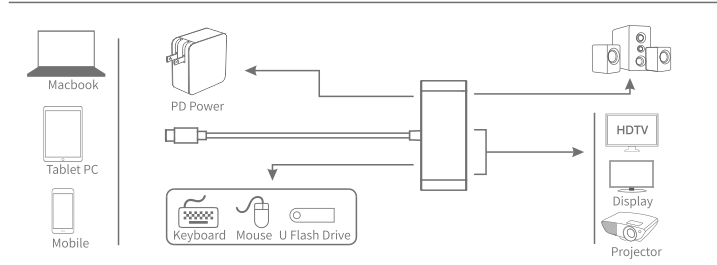 Macbook
Tablet PC
Mobile
PD Power
Keyboard Mouse U Flash Drive
HDTV
Display
Projector